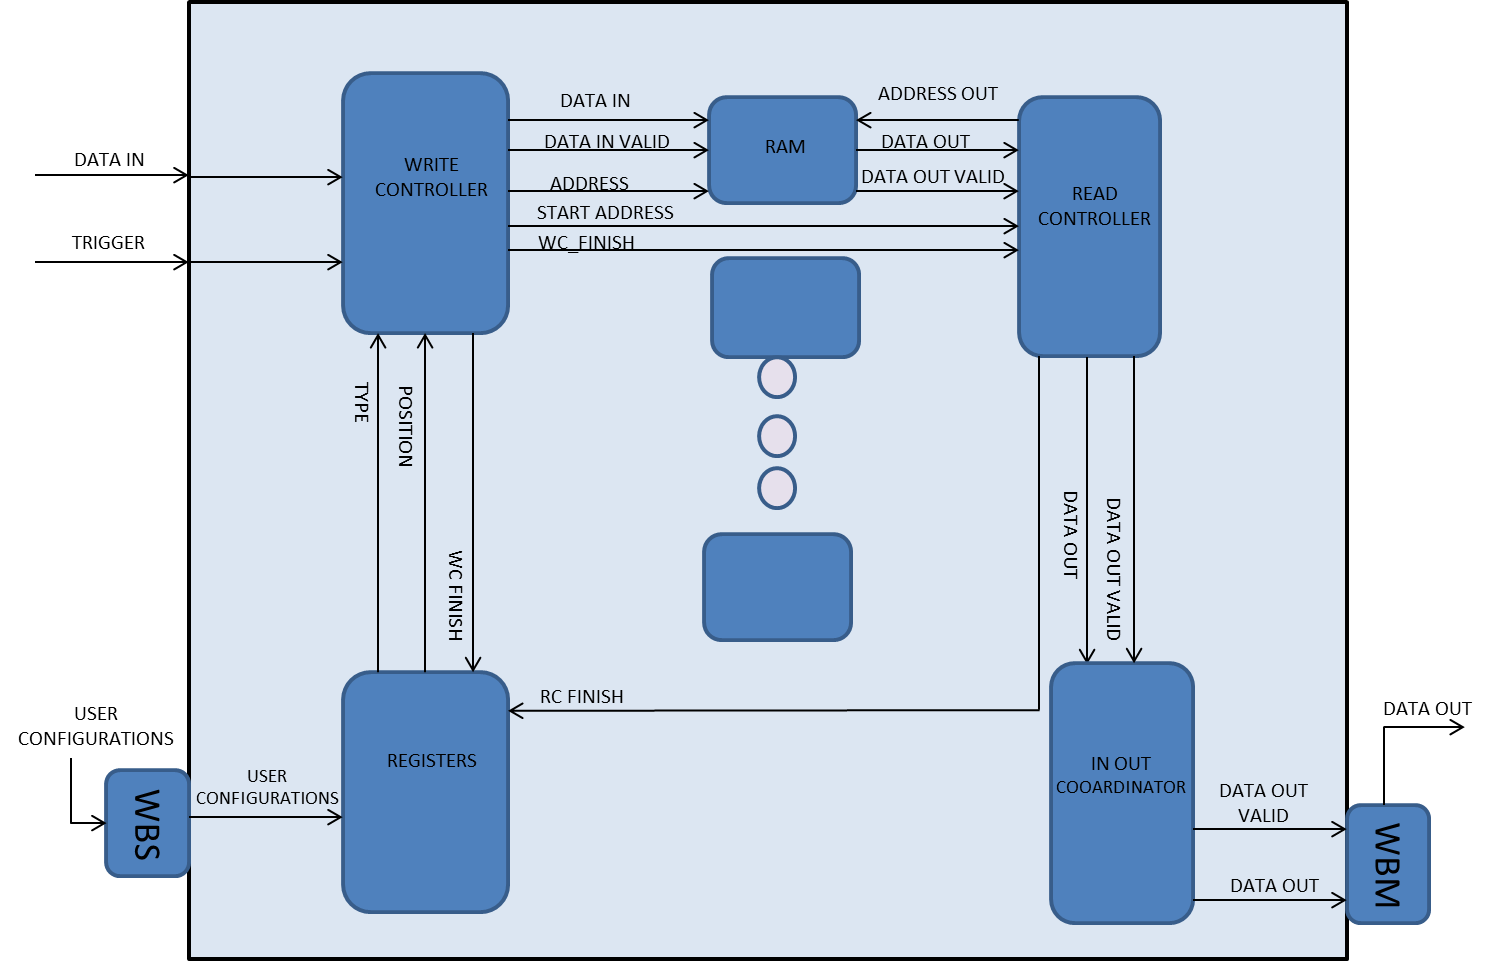 DATA IN
TRIGGER
WRITE
CONTROLLER
DATA IN
DATA IN VALID
ADDRESS
START ADDRESS
WC_FINISH
RAM
ADDRESS OUT
DATA OUT
DATA OUT VALID
READ
CONTROLLER
TYPE
POSITION
WC FINISH
DATA OUT
DATA OUT VALID
RC FINISH
USER
CONFIGURATIONS
WBS
USER
CONFIGURATIONS
REGISTERS
IN OUT
COOARDINATOR
DATA OUT
VALID
DATA OUT
WBM
DATA OUT